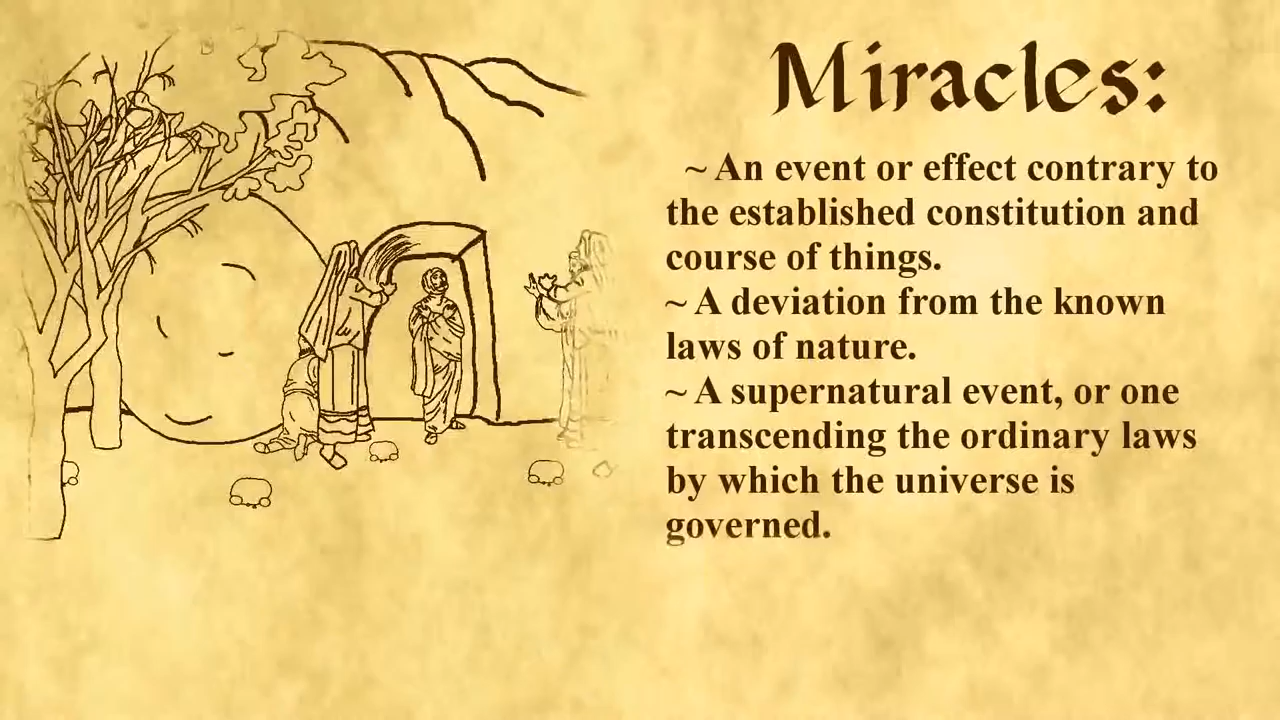 Miracles:
~ An event or effect contrary to
the established constitution and
course of things.
~ A deviation from the known
laws of nature.
~ A supernatural event, or one
transcending the ordinary laws
by which the universe is
governed.